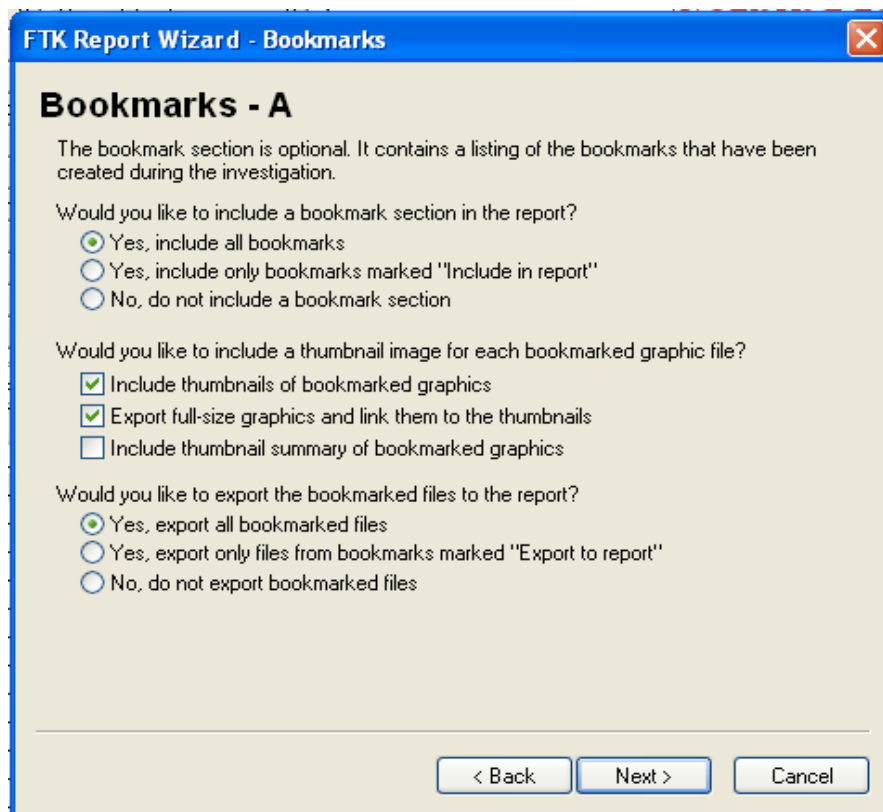 FTK Report Wizard - Bookmarks
Bookmarks - A
The bookmark section is optional. It contains a listing of the bookmarks that have been
created during the investigation.
Would you like to include a bookmark section in the report?
Yes, include all bookmarks
Yes, include only bookmarks marked "Include in report"
No, do not include a bookmark section
Would you like to include a thumbnail image for each bookmarked graphic file?
Include thumbnails of bookmarked graphics
Export full-size graphics and link them to the thumbnails
Include thumbnail summary of bookmarked graphics
Would you like to export the bookmarked files to the report?
Yes, export all bookmarked files
Yes, export only files from bookmarks marked "Export to report"
No, do not export bookmarked files
< Back Next > Cancel